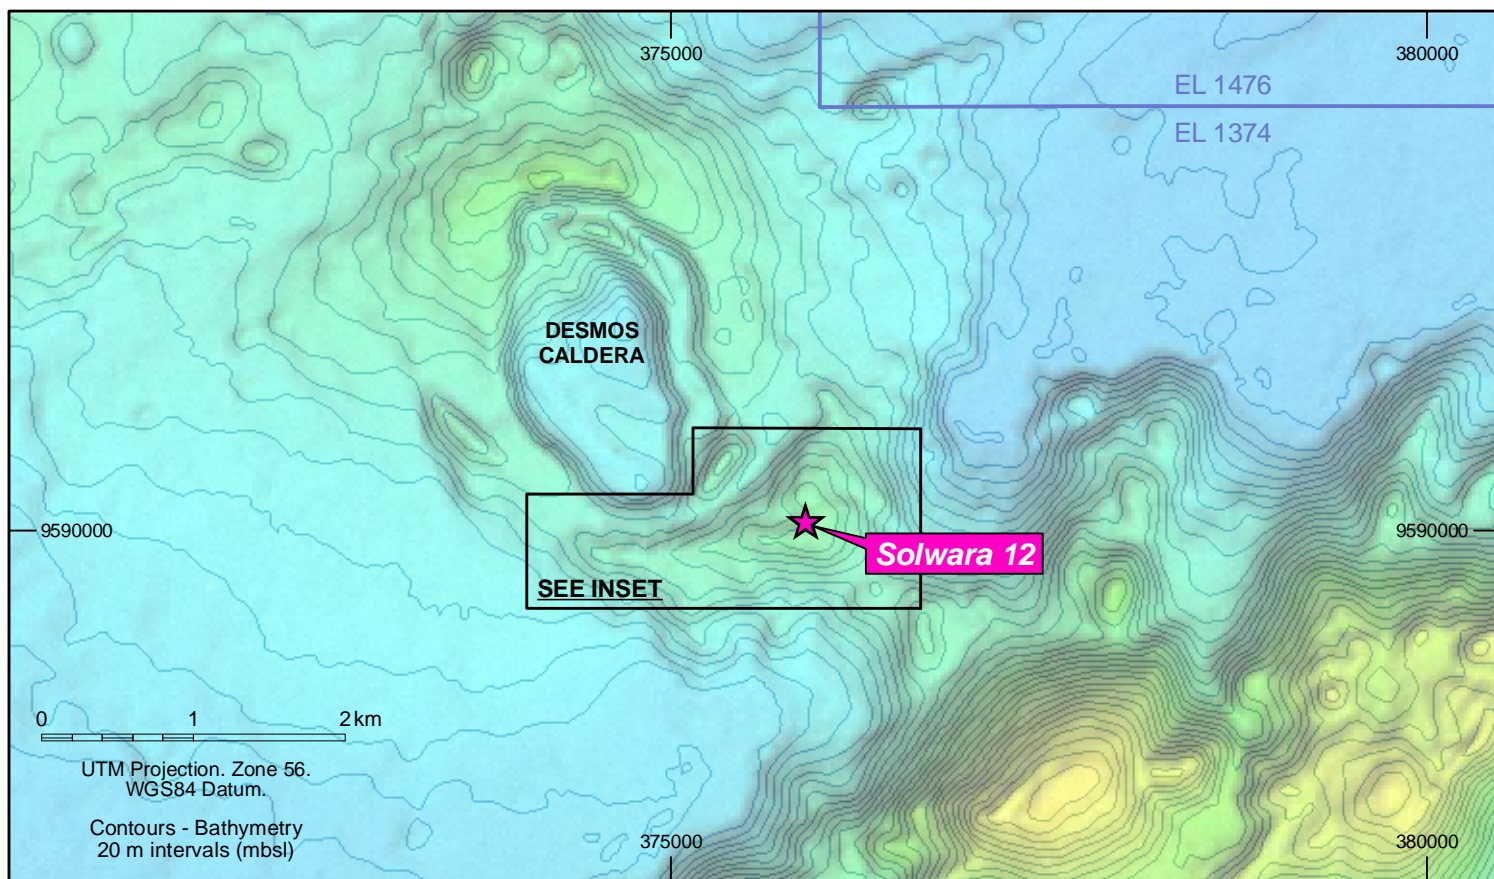 375000
380000
EL 1476
EL 1374
DESMOS
CALDERA
9590000
9590000
Solwara 12
SEE INSET
0 1 2 km
UTM Projection. Zone 56.
WGS84 Datum.
Contours - Bathymetry
20 m intervals (mbsl)
375000
380000